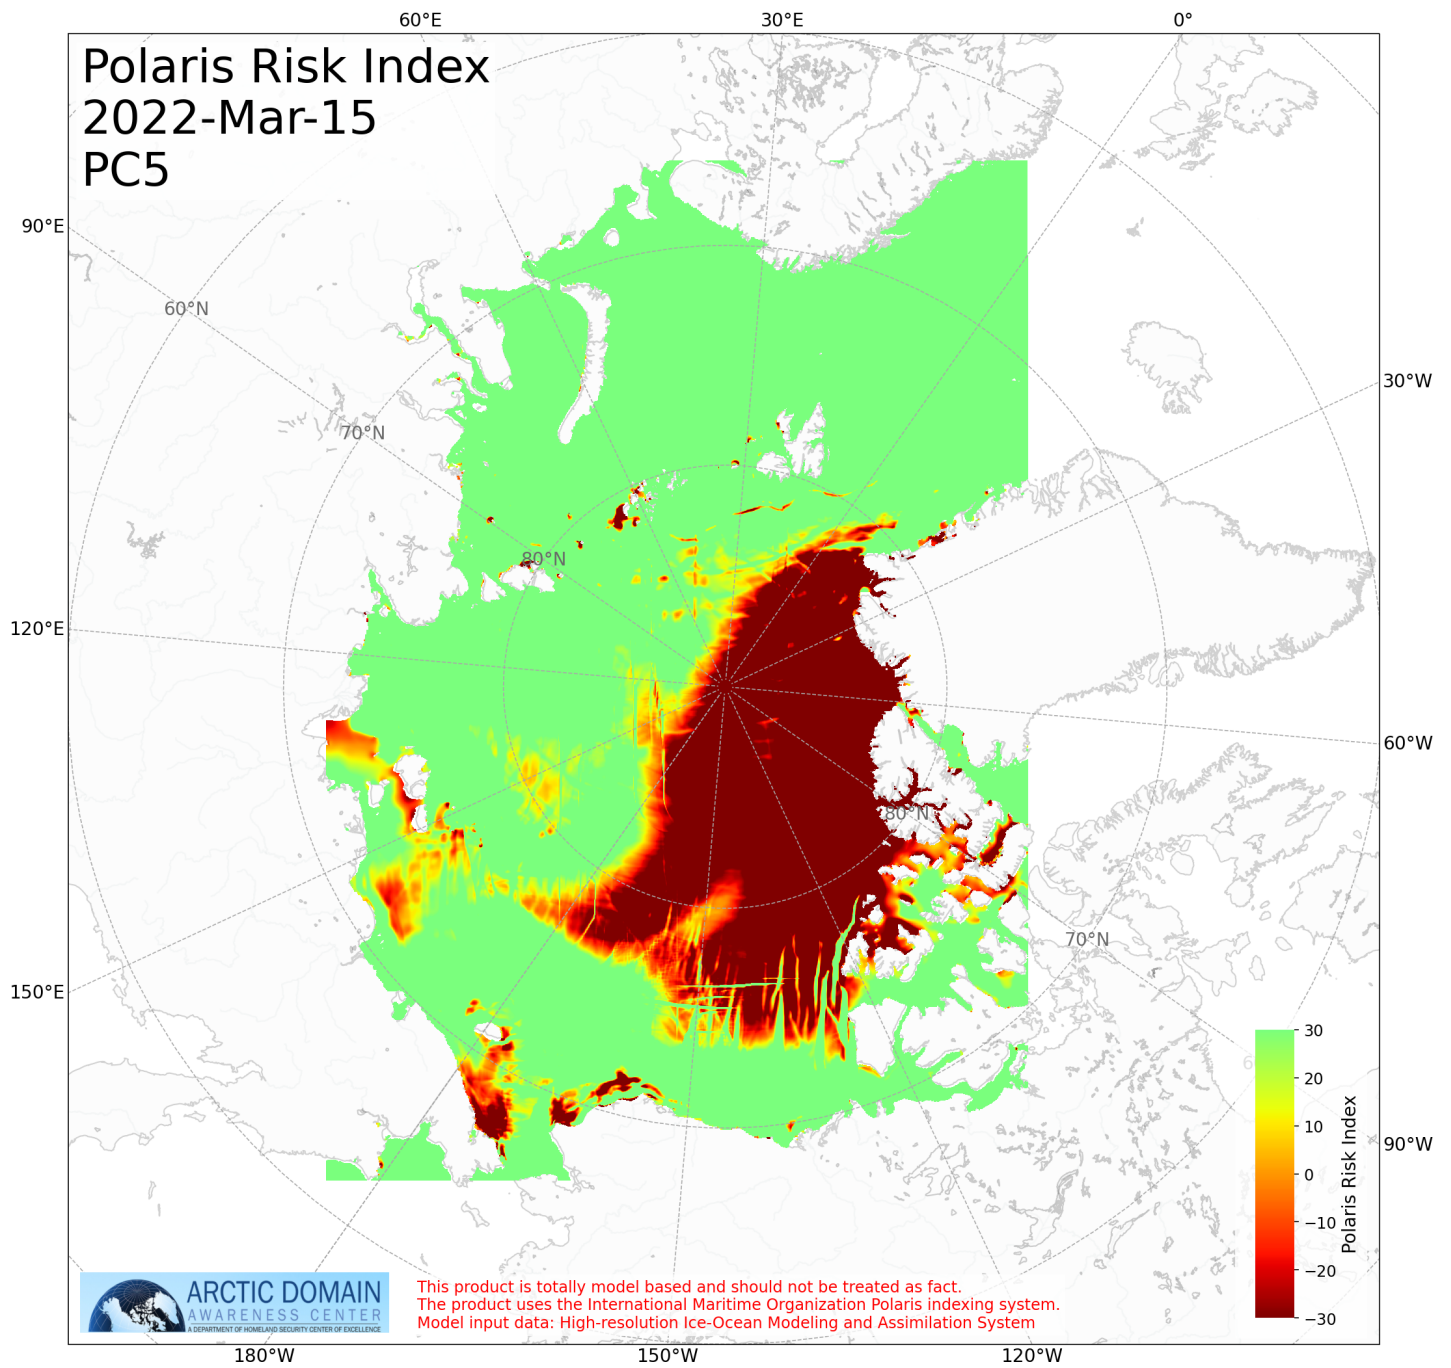 60°E
30°E
0°
Polaris Risk Index
2022-Mar-15
PC5
90°E
60°N
30°W
70°N
80°N
120°E
60°W
80°N
70°N
150°E
30
20
10
0
−10
−20
−30
Polaris Risk Index
90°W
ARCTIC DOMAIN
AWARENESS CENTER
A DEPARTMENT OF HOMELAND SECURITY CENTER OF EXCELLENCE
This product is totally model based and should not be treated as fact.
The product uses the International Maritime Organization Polaris indexing system.
Model input data: High-resolution Ice-Ocean Modeling and Assimilation System
180°W
150°W
120°W